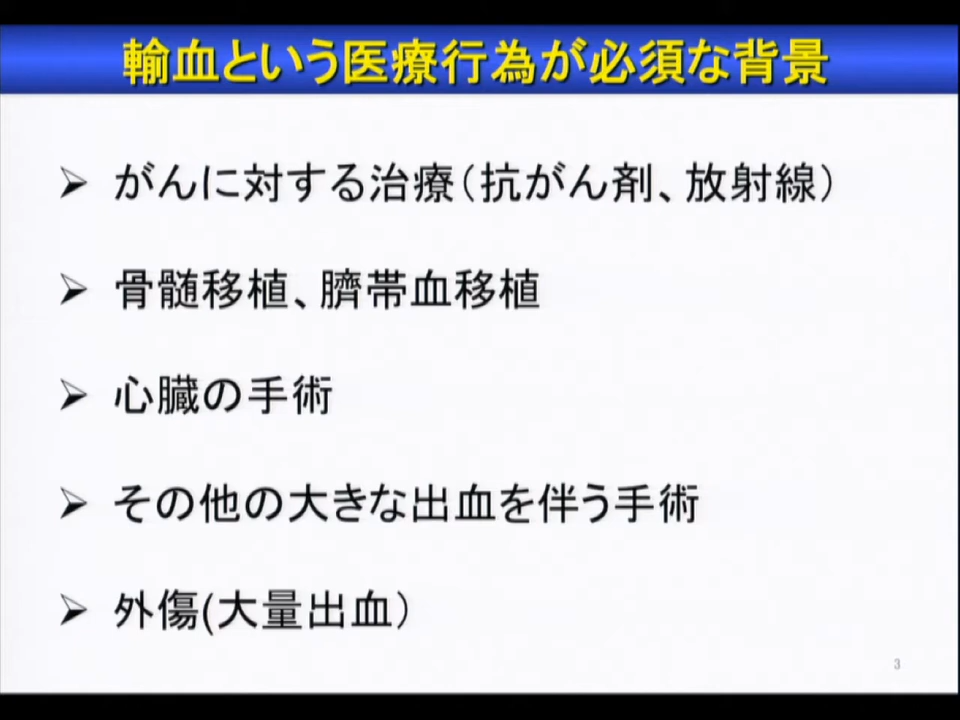 輸血という医療行為が必須な背景
➢ がんに対する治療（抗がん剤、放射線）
➢ 骨髄移植、臍帯血移植
➢ 心臓の手術
➢ その他の大きな出血を伴う手術
➢ 外傷(大量出血）
3